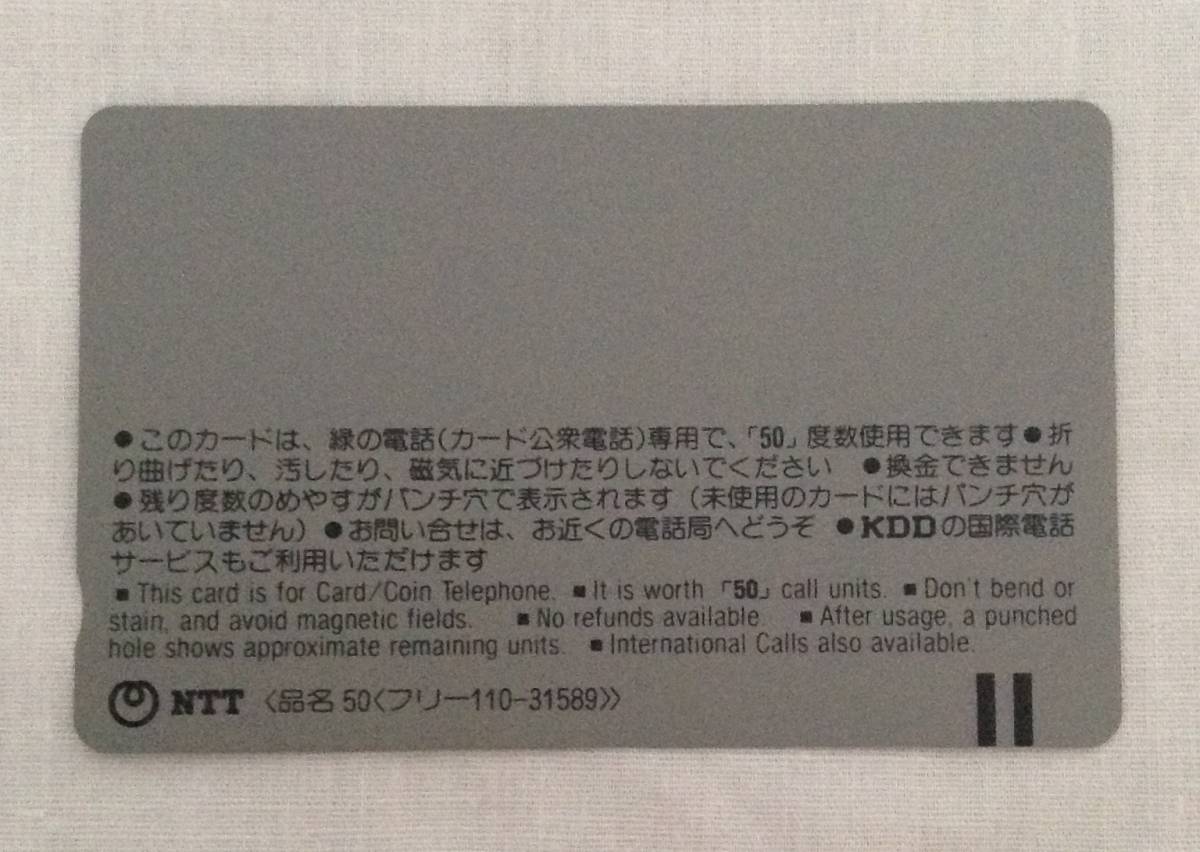 ●このカードは、緑の電話(カード公衆電話)専用で、「50」度数使用できます●折
り曲げたり、汚したり、磁気に近づけたりしないでください ●換金できません
●残り度数のめやすがパンチ穴で表示されます（未使用のカードにはパンチ穴が
あいていません）●お問い合せは、お近くの電話局へどうぞ ●KDDの国際電話
サービスもご利用いただけます
■This card is for Card/Coin Telephone. ■It is worth 「50」 call units. ■Don't bend or
stain, and avoid magnetic fields. ■No refunds available. ■After usage, a punched
hole shows approximate remaining units. ■International Calls also available.
NTT 〈品名 50〈フリー110-31589〉〉